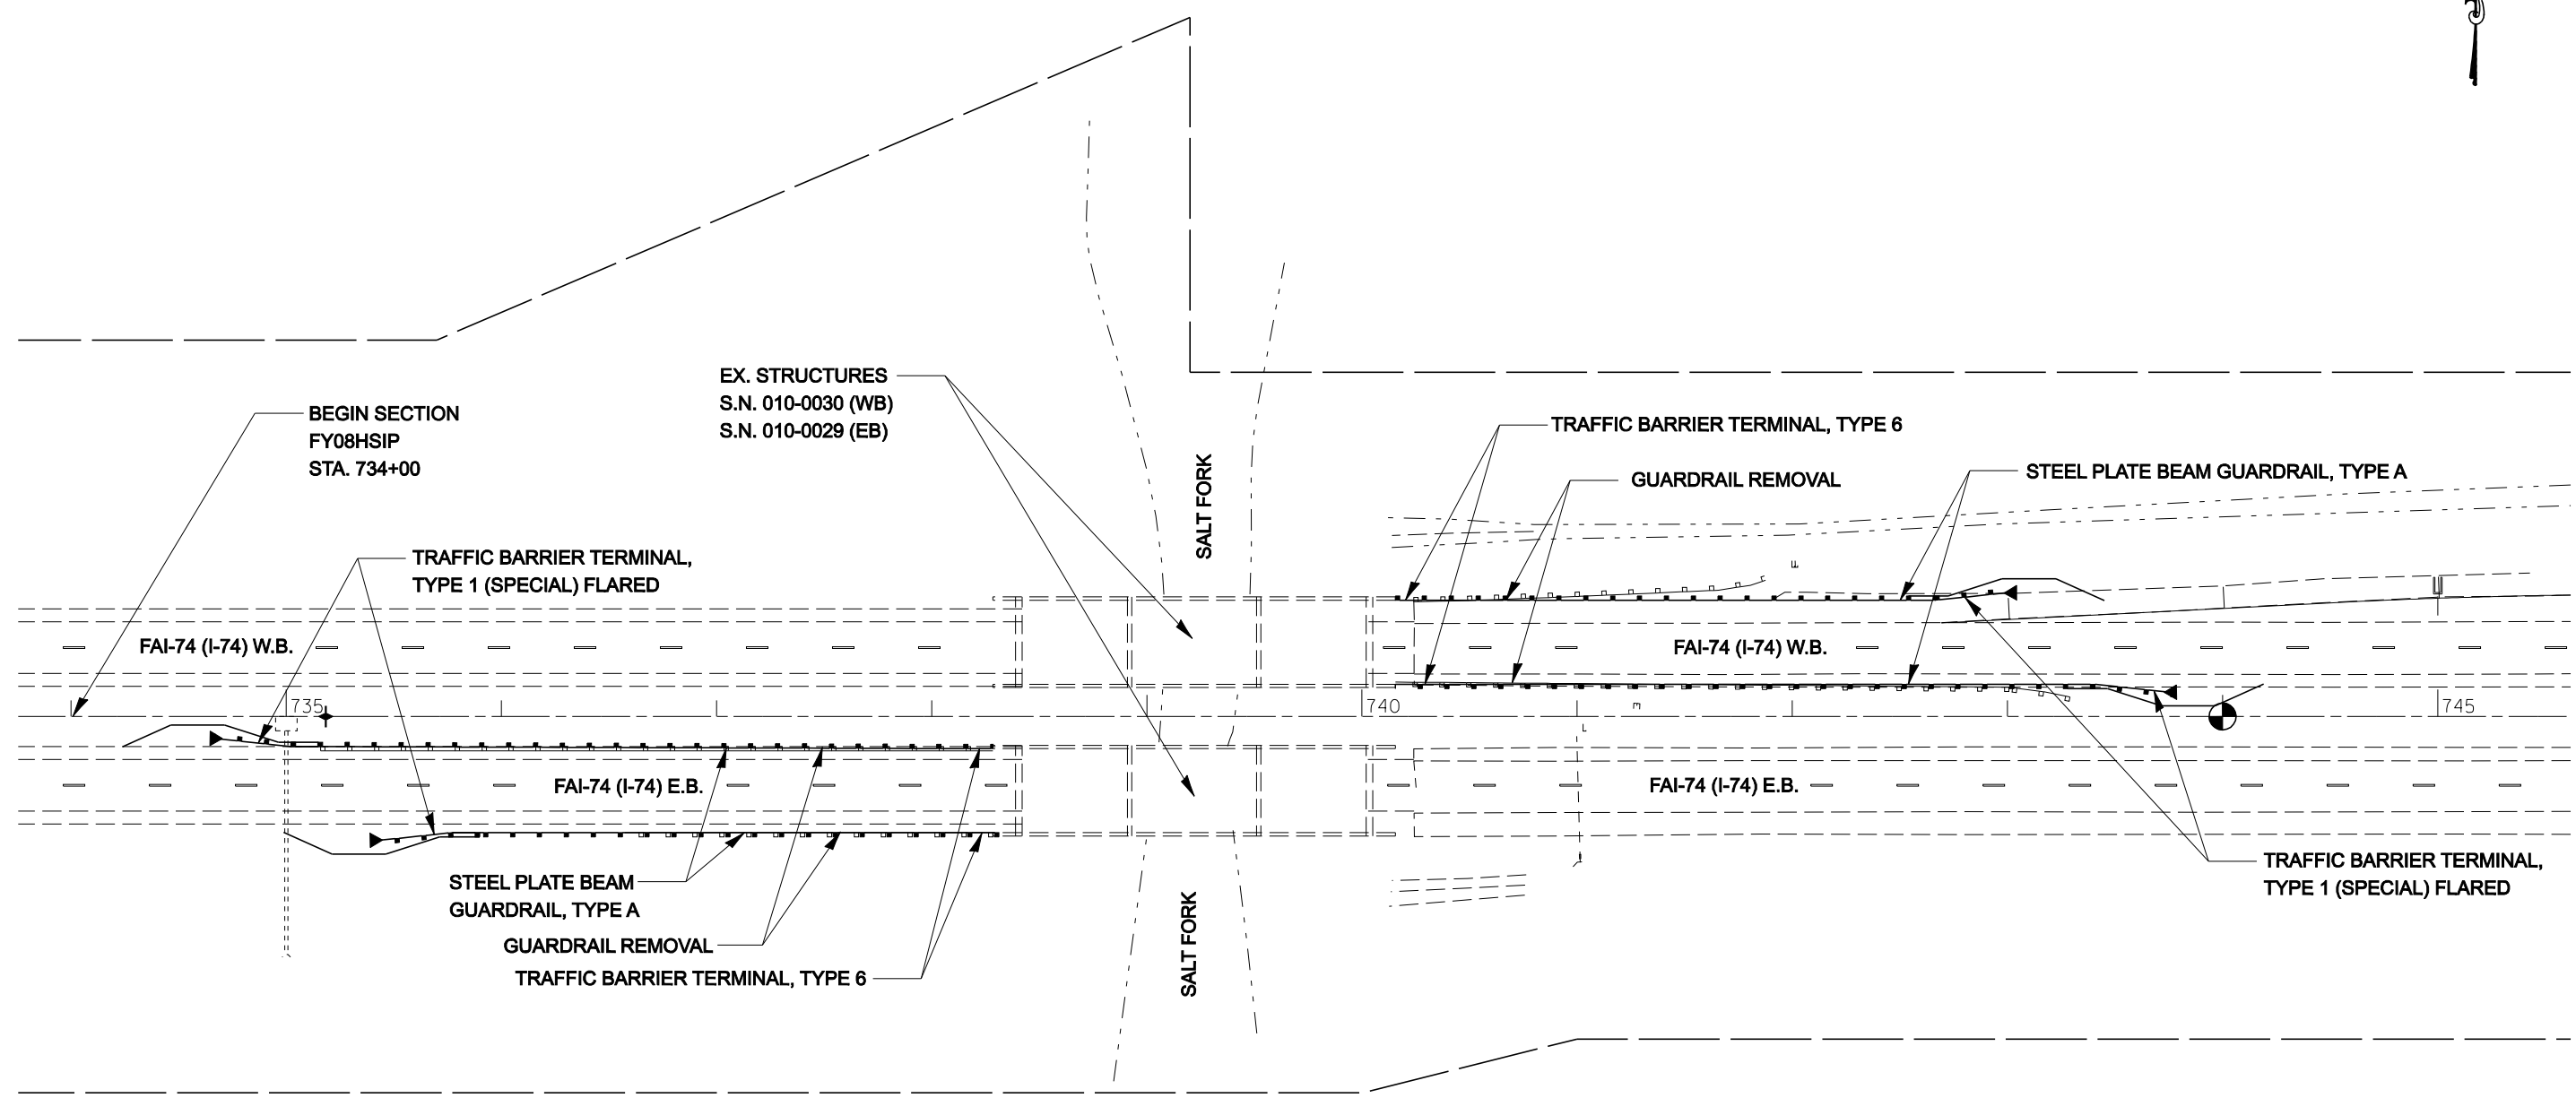 EX. STRUCTURES
S.N. 010-0030 (WB)
S.N. 010-0029 (EB)
BEGIN SECTION
FY08HSIP
STA. 734+00
TRAFFIC BARRIER TERMINAL, TYPE 6
GUARDRAIL REMOVAL
STEEL PLATE BEAM GUARDRAIL, TYPE A
SALT FORK
TRAFFIC BARRIER TERMINAL,
TYPE 1 (SPECIAL) FLARED
FAI-74 (I-74) W.B.
FAI-74 (I-74) W.B.
735
740
745
FAI-74 (I-74) E.B.
FAI-74 (I-74) E.B.
STEEL PLATE BEAM
GUARDRAIL, TYPE A
GUARDRAIL REMOVAL
TRAFFIC BARRIER TERMINAL, TYPE 6
SALT FORK
TRAFFIC BARRIER TERMINAL,
TYPE 1 (SPECIAL) FLARED